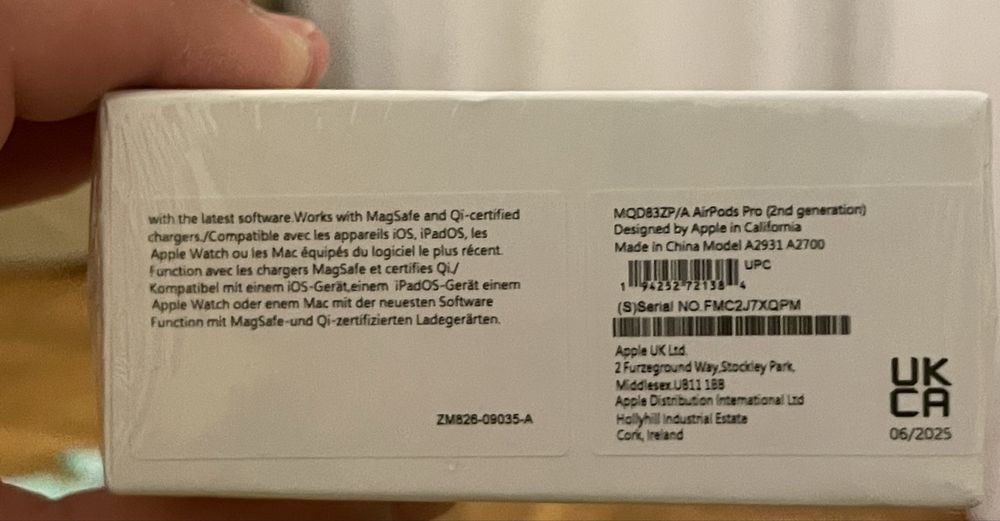 with the latest software.Works with MagSafe and Qi-certified
chargers./Compatible avec les appareils iOS, iPadOS, les
Apple Watch ou les Mac équipés du logiciel le plus récent.
Function avec les chargers MagSafe et certifies Qi./
Kompatibel mit einem iOS-Gerät,einem iPadOS-Gerät einem
Apple Watch oder enem Mac mit der neuesten Software
Function mit MagSafe-und Qi-zertifizierten Ladegerärten.
ZM826-09035-A
MQD83ZP/A AirPods Pro (2nd generation)
Designed by Apple in California
Made in China Model A2931 A2700
UPC
1 94252 72138 4
(S)Serial NO.FMC2J7XQPM
Apple UK Ltd.
2 Furzeground Way,Stockley Park,
Middlesex.UB11 1BB
Apple Distribution International Ltd
Hollyhill Industrial Estate
Cork, Ireland
UK
CA
06/2025